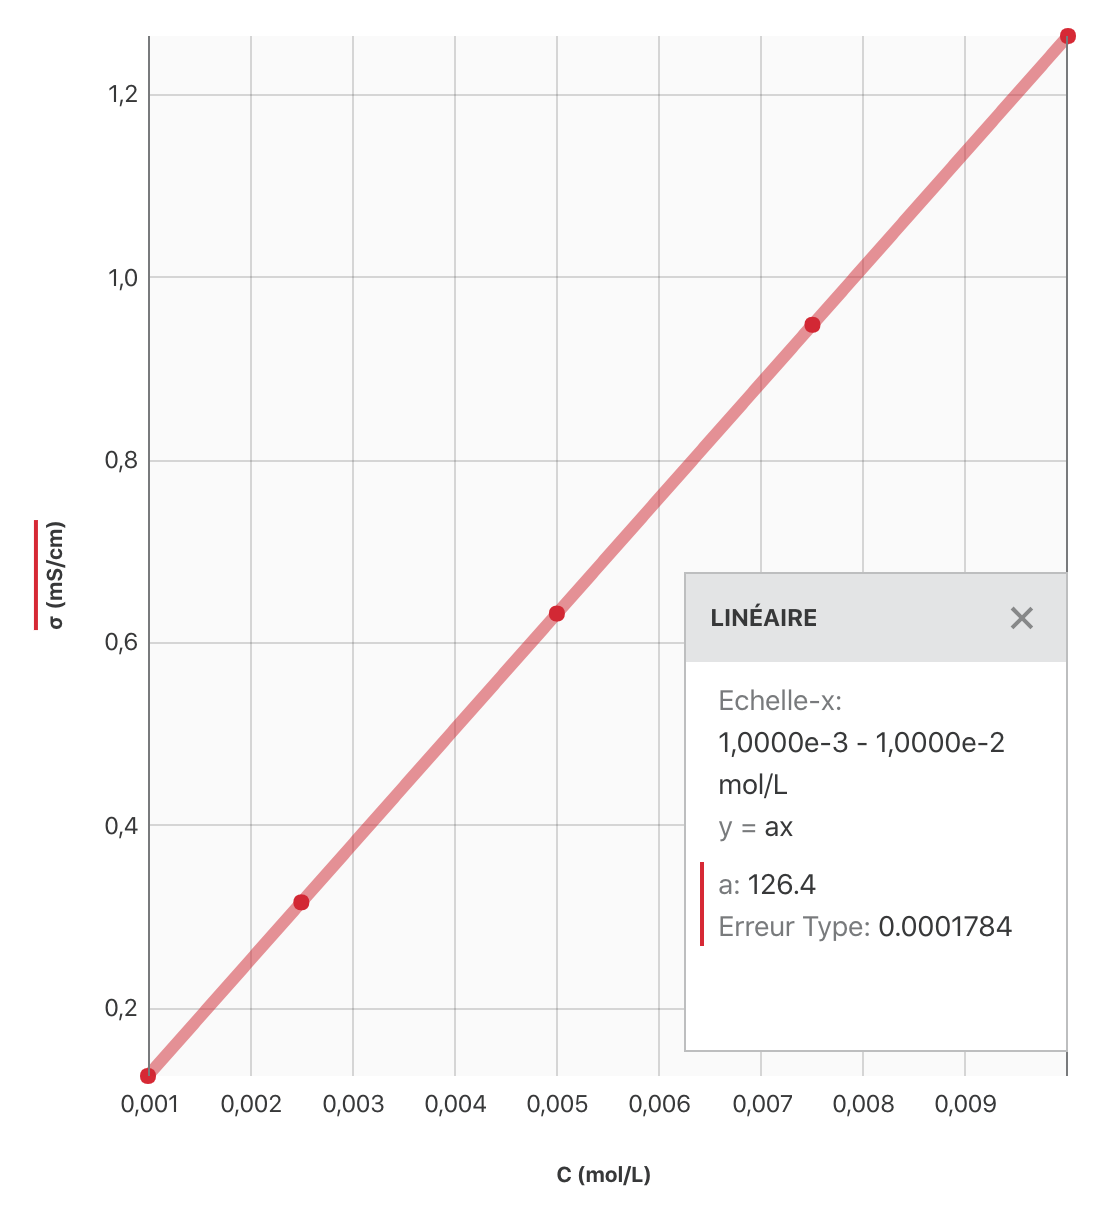 1,2
1,0
0,8
0,6
0,4
0,2
σ (mS/cm)
LINÉAIRE
Echelle-x:
1,0000e-3 - 1,0000e-2
mol/L
y = ax
a: 126.4
Erreur Type: 0.0001784
0,001 0,002 0,003 0,004 0,005 0,006 0,007 0,008 0,009
C (mol/L)